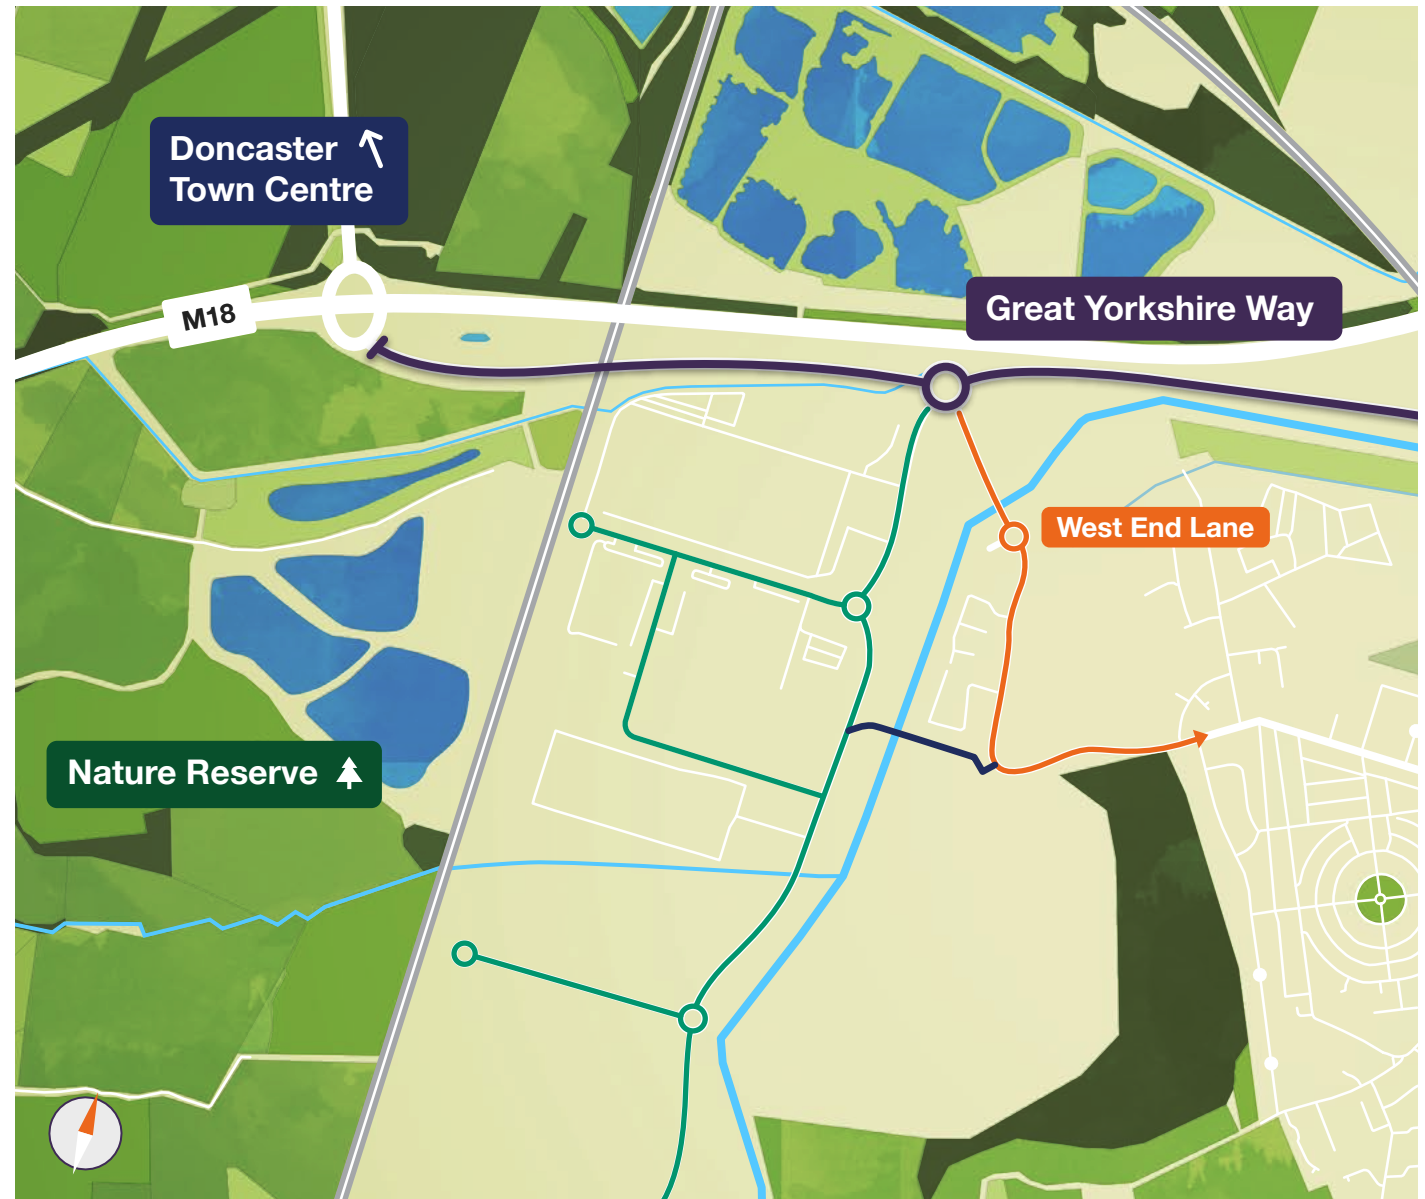 Doncaster
Town Centre
M18
Great Yorkshire Way
West End Lane
Nature Reserve